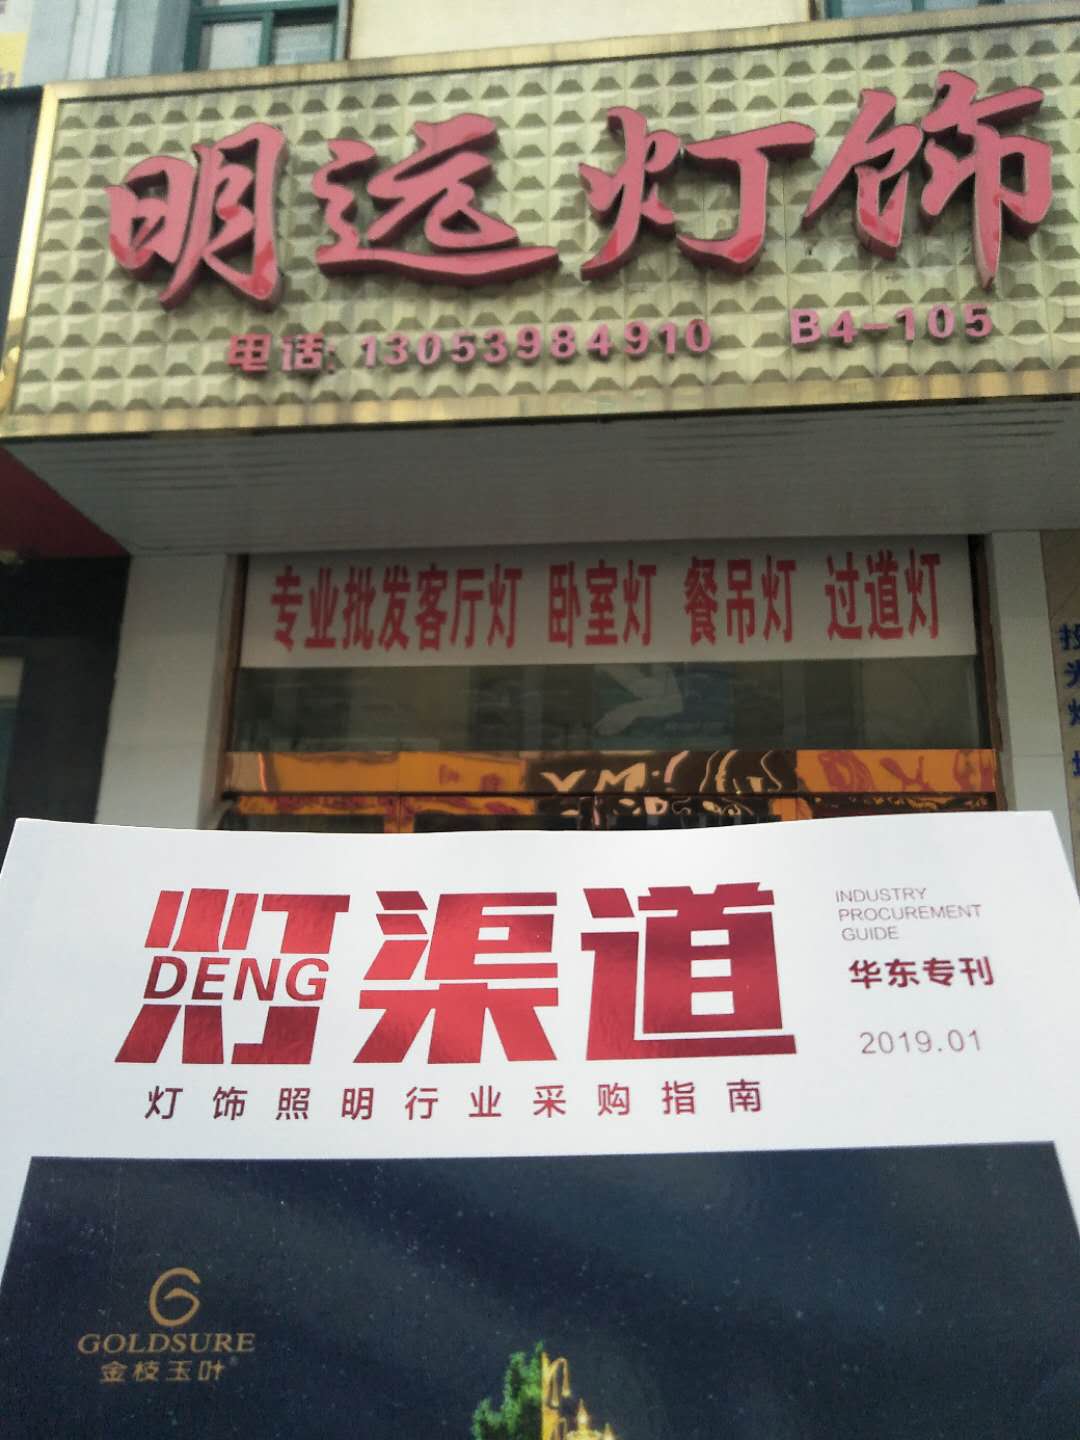 明远灯饰
电话:13053984910 B4-105
专业批发客厅灯 卧室灯 餐吊灯 过道灯
灯渠道
DENG
INDUSTRY
PROCUREMENT
GUIDE
华东专刊
2019.01
灯饰照明行业采购指南
GOLDSURE
金枝玉叶®